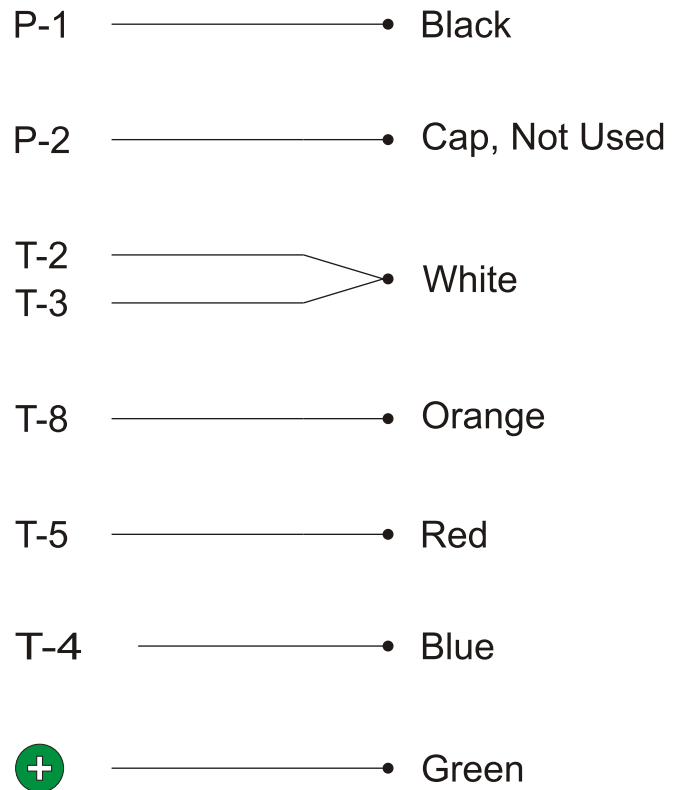 P-1 Black
P-2 Cap, Not Used
T-2
T-3
White
T-8 Orange
T-5 Red
T-4 Blue
+ Green